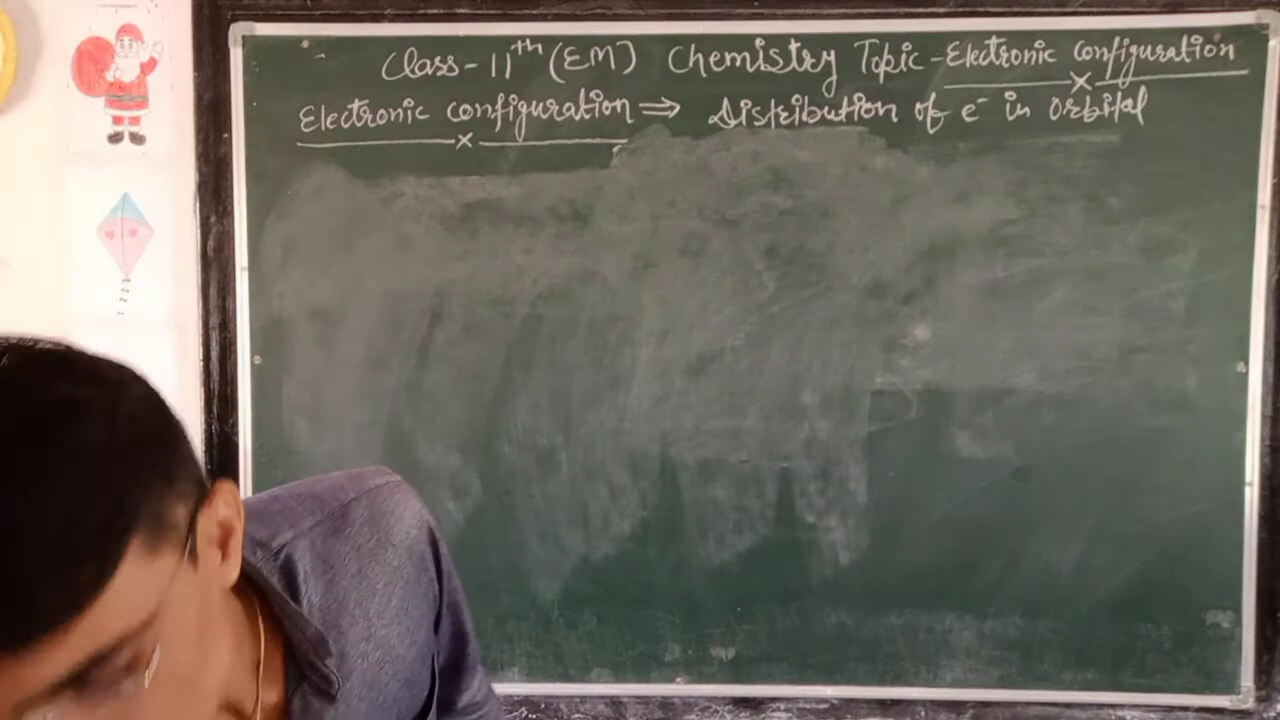 Class - 11th (EM) Chemistry Topic - Electronic configuration
Electronic configuration ⇒ Distribution of e⁻ in orbital